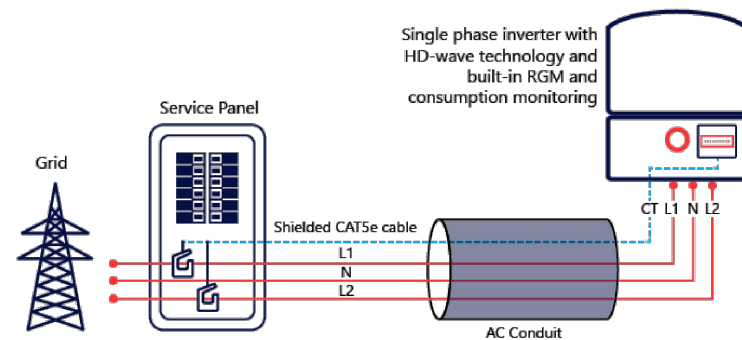 Single phase inverter with
HD-wave technology and
built-in RGM and
consumption monitoring
Service Panel
Grid
CT L1 N L2
Shielded CAT5e cable
L1
N
L2
AC Conduit